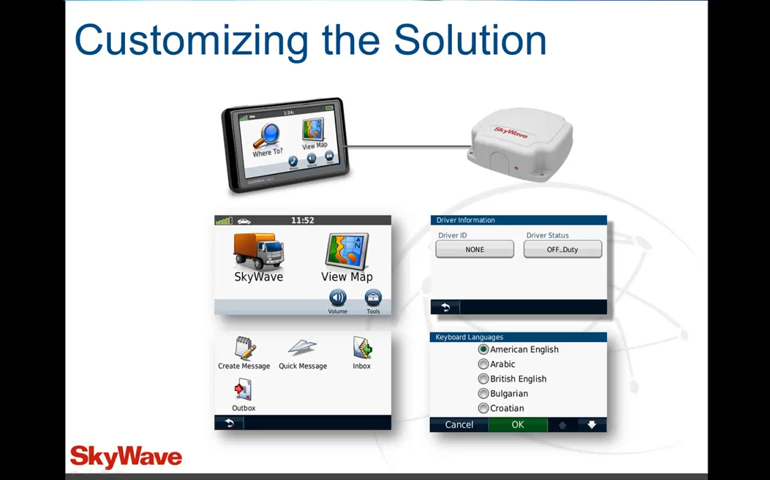 Customizing the Solution
Where To?
View Map
SkyWave
11:52
SkyWave
View Map
Volume
Tools
Driver Information
Driver ID
Driver Status
NONE
OFF_Duty
Create Message
Quick Message
Inbox
Outbox
Keyboard Languages
American English
Arabic
British English
Bulgarian
Croatian
Cancel
OK
SkyWave